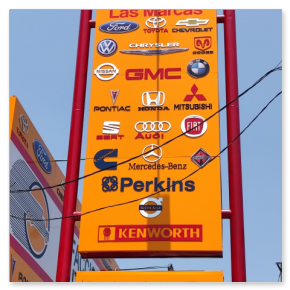 Las Marcas
Ford TOYOTA CHEVROLET
CHRYSLER DODGE
NISSAN GMC
PONTIAC HONDA MITSUBISHI
SEAT Audi FIAT
Mercedes-Benz
Perkins
KENWORTH